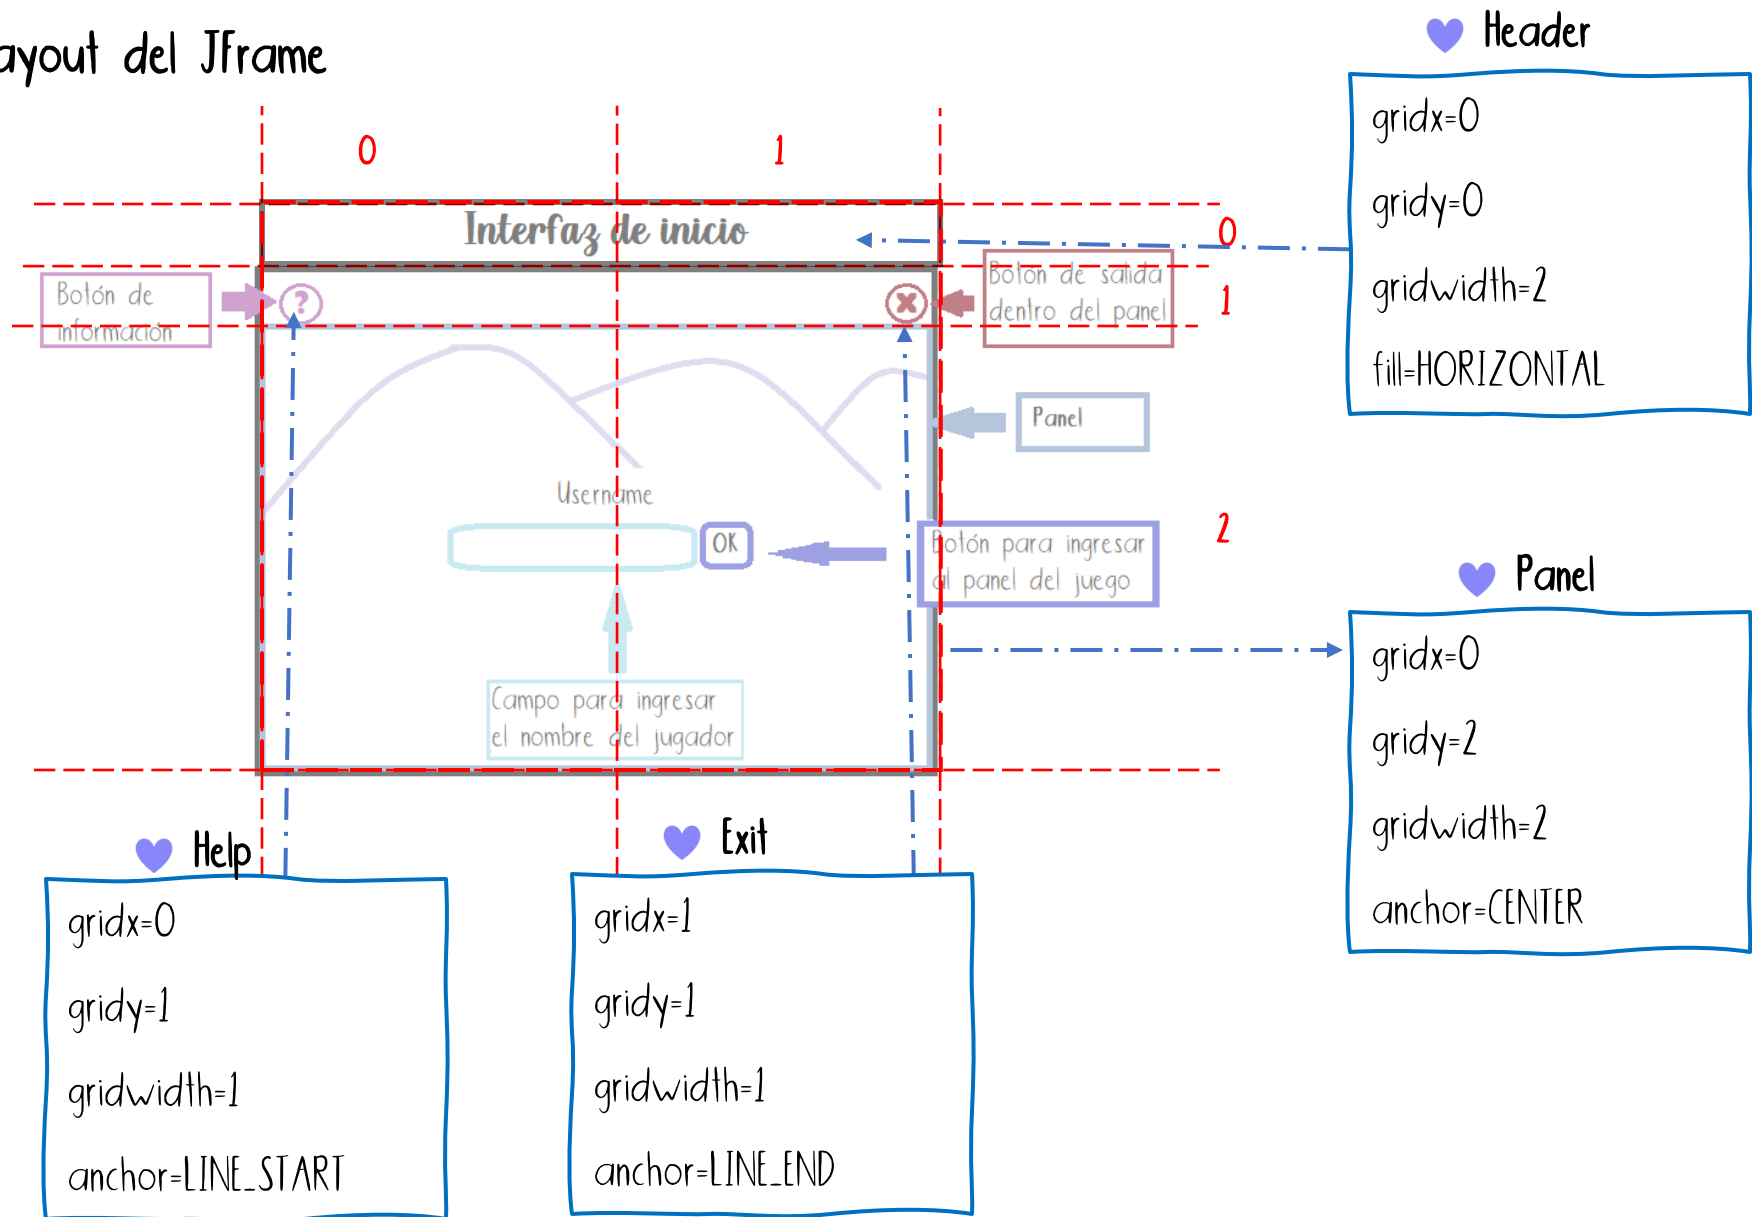 ayout del JFrame
Header
gridx=0
gridy=0
gridwidth=2
fill=HORIZONTAL
0
1
Interfaz de inicio
0
Botón de
información
?
X
Botón de salida
dentro del panel
1
Panel
Username
OK
Botón para ingresar
al panel del juego
2
Campo para ingresar
el nombre del jugador
Panel
gridx=0
gridy=2
gridwidth=2
anchor=CENTER
Help
gridx=0
gridy=1
gridwidth=1
anchor=LINE_START
Exit
gridx=1
gridy=1
gridwidth=1
anchor=LINE_END